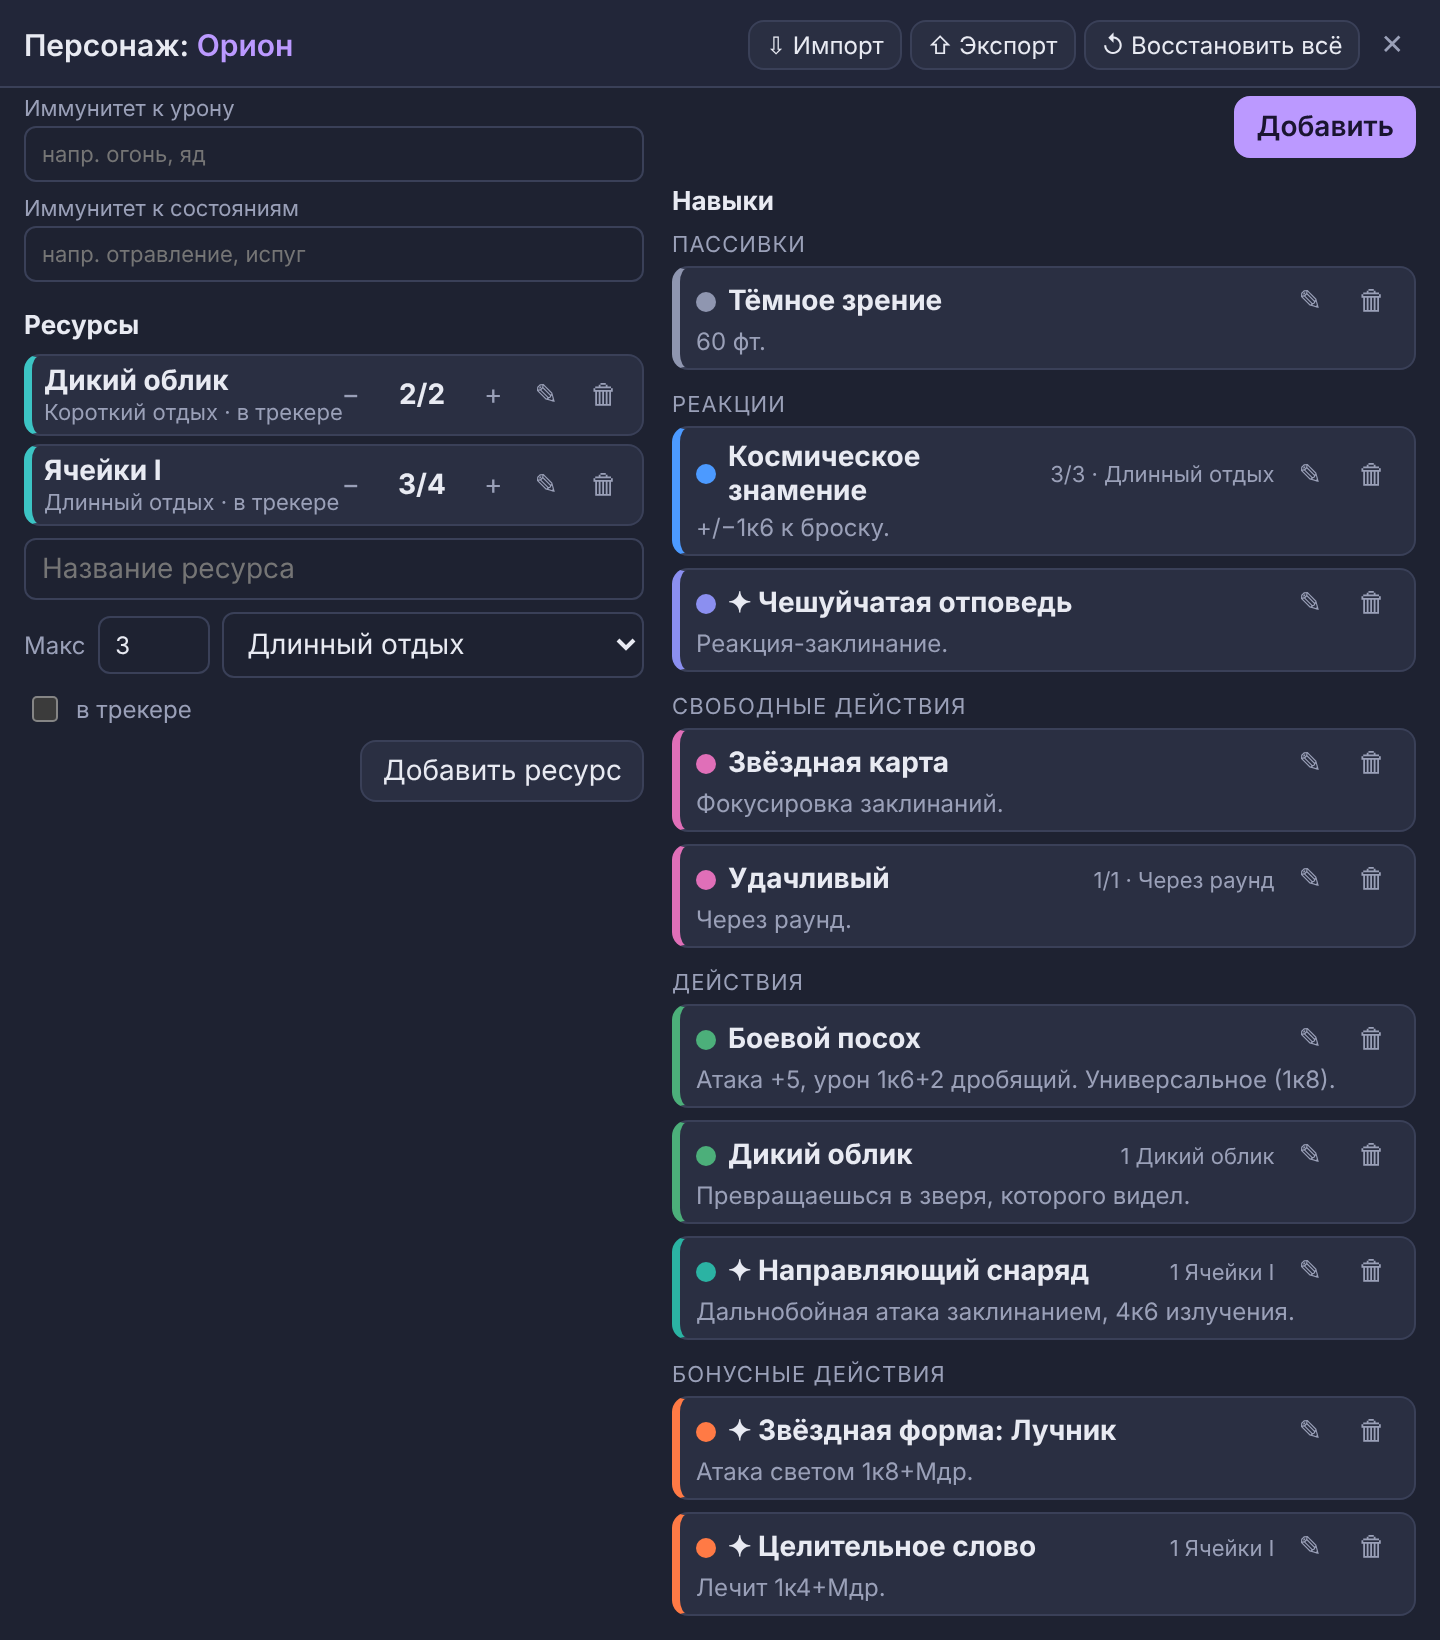 Персонаж: Орион
⇩ Импорт
⇧ Экспорт
↺ Восстановить всё
✕
Иммунитет к урону
напр. огонь, яд
Иммунитет к состояниям
напр. отравление, испуг
Ресурсы
Дикий облик
Короткий отдых · в трекере
− 2/2 +
Ячейки I
Длинный отдых · в трекере
− 3/4 +
Название ресурса
Макс 3 Длинный отдых
в трекере
Добавить ресурс
Добавить
Навыки
ПАССИВКИ
Тёмное зрение
60 фт.
РЕАКЦИИ
Космическое
знамение
3/3 · Длинный отдых
+/−1к6 к броску.
✦ Чешуйчатая отповедь
Реакция-заклинание.
СВОБОДНЫЕ ДЕЙСТВИЯ
Звёздная карта
Фокусировка заклинаний.
Удачливый 1/1 · Через раунд
Через раунд.
ДЕЙСТВИЯ
Боевой посох
Атака +5, урон 1к6+2 дробящий. Универсальное (1к8).
Дикий облик 1 Дикий облик
Превращаешься в зверя, которого видел.
✦ Направляющий снаряд 1 Ячейки I
Дальнобойная атака заклинанием, 4к6 излучения.
БОНУСНЫЕ ДЕЙСТВИЯ
✦ Звёздная форма: Лучник
Атака светом 1к8+Мдр.
✦ Целительное слово 1 Ячейки I
Лечит 1к4+Мдр.